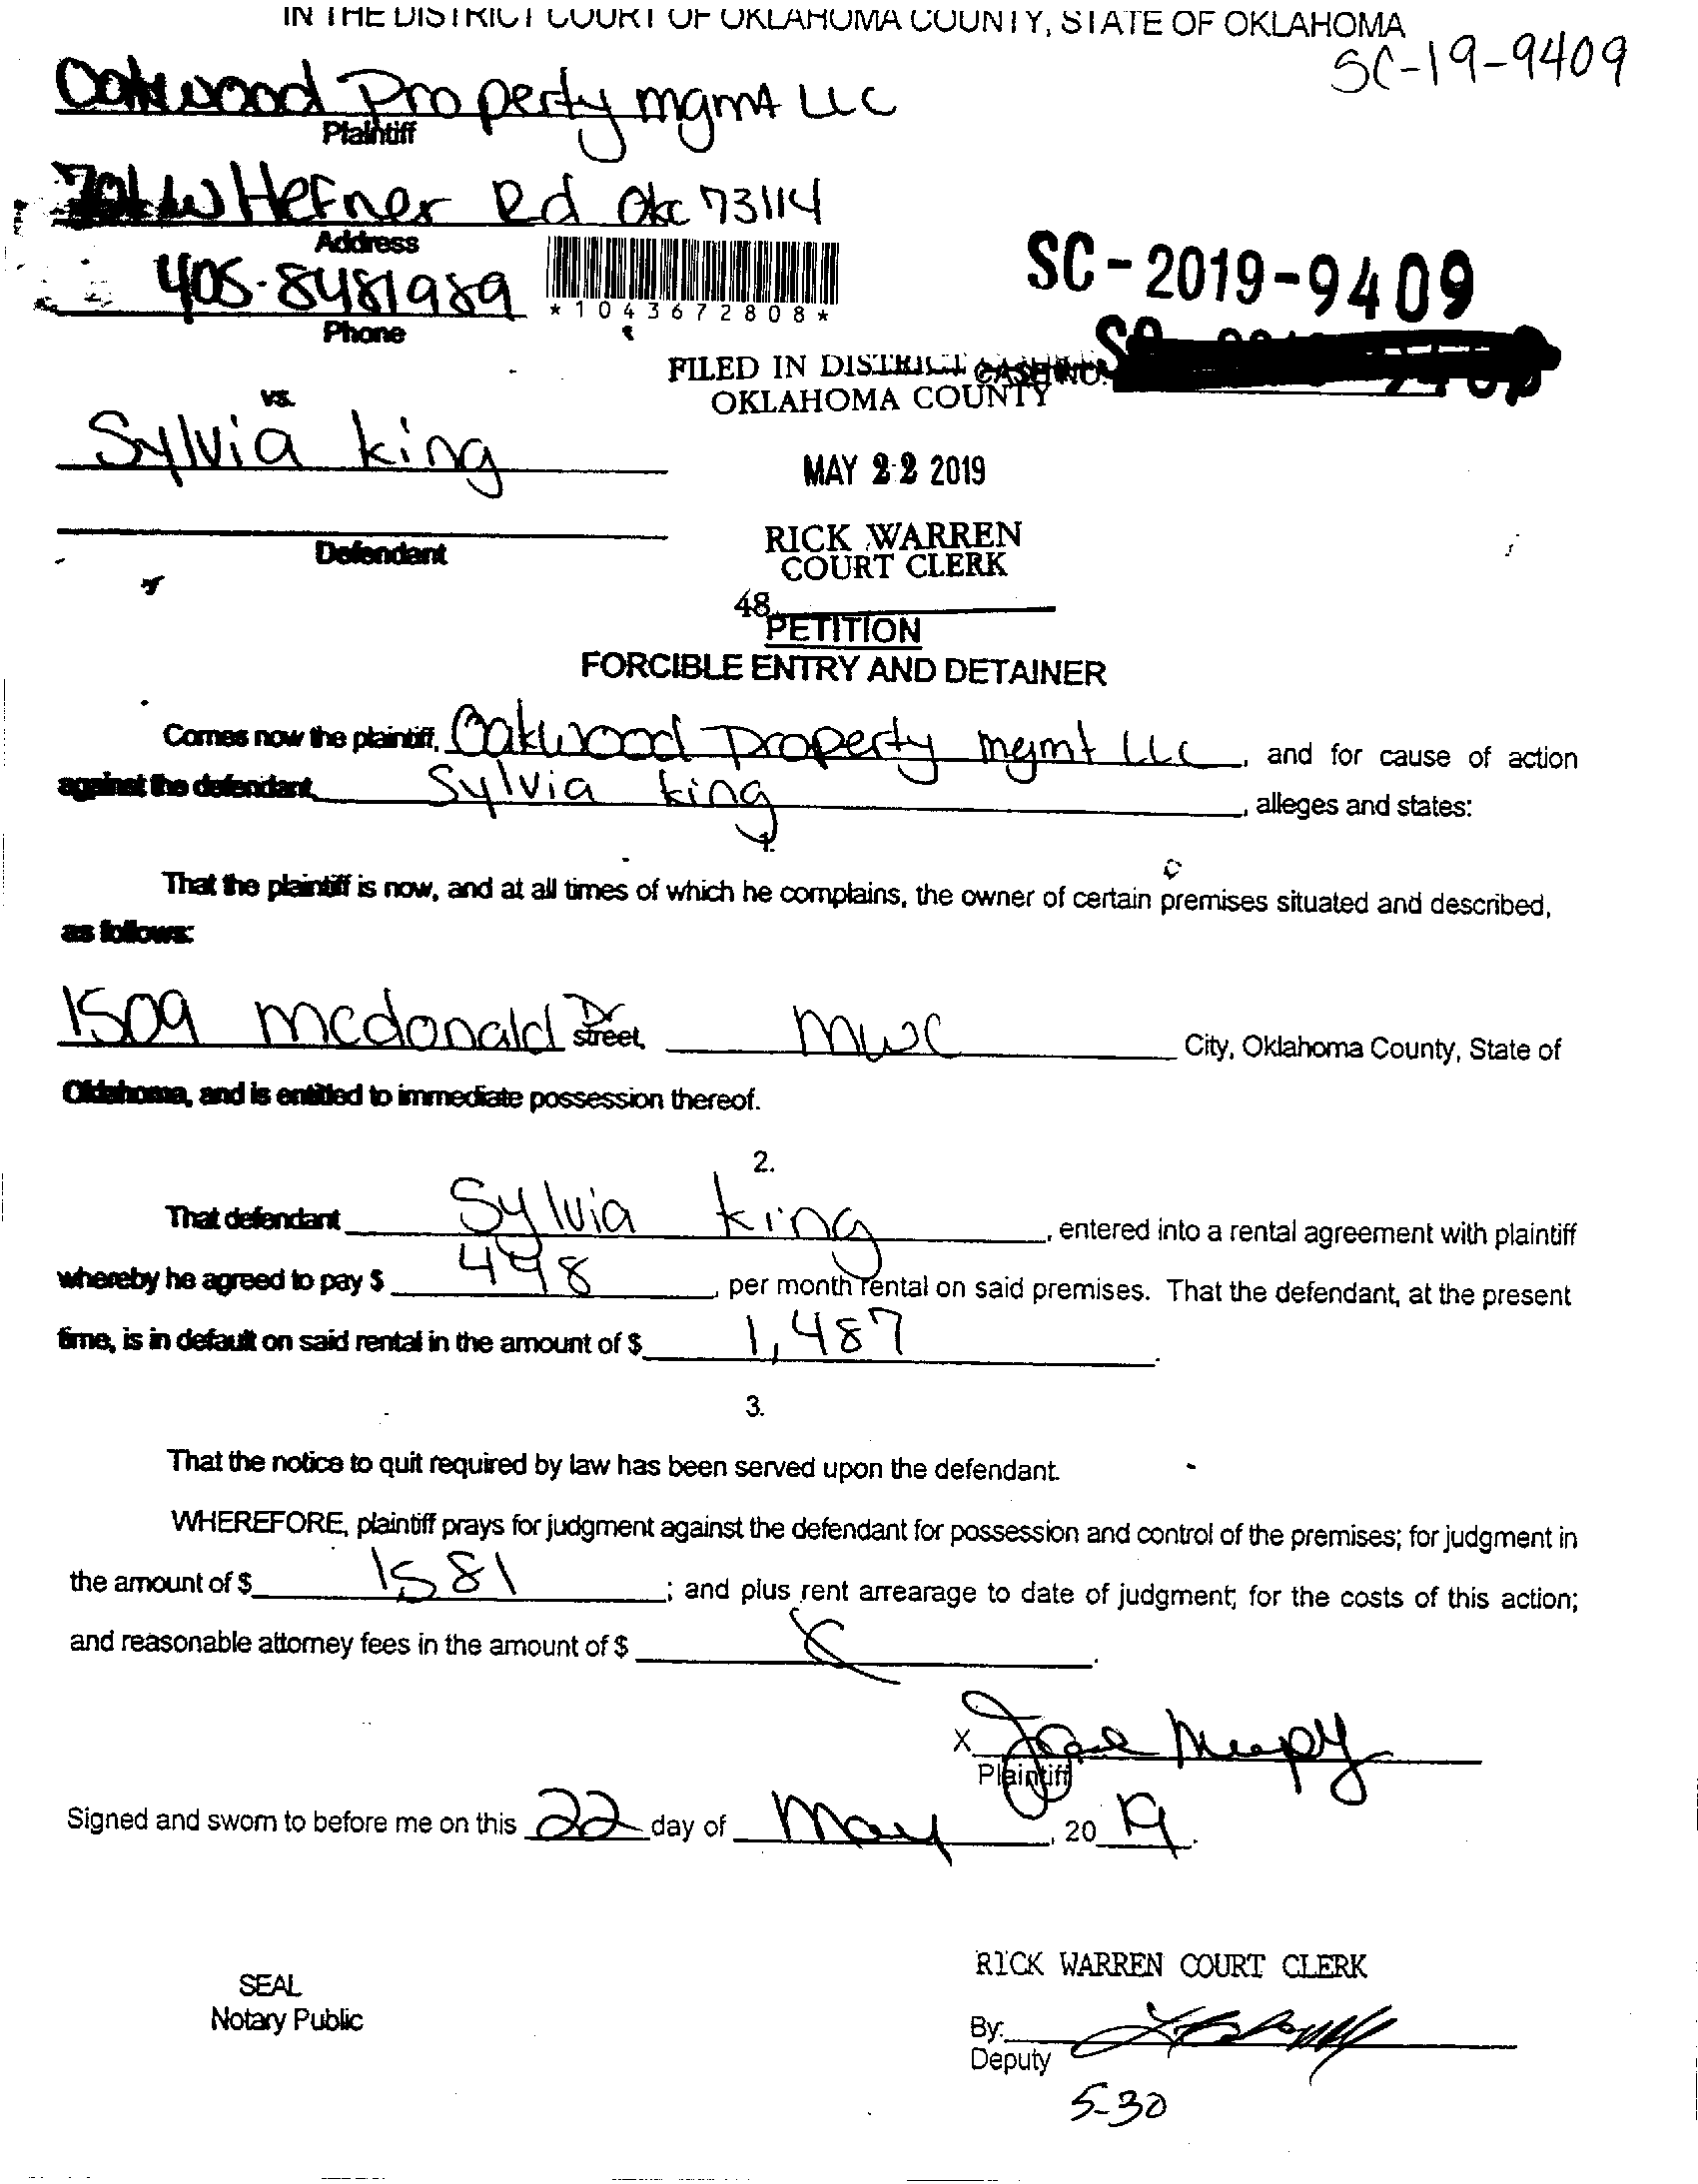 IN THE DISTRICT COURT OF OKLAHOMA COUNTY, STATE OF OKLAHOMA
SC-19-9409
Oakwood Property mgmt LLC
Plaintiff
W Hefner Rd Okc 73114
Address
405-8481989
*1043672808*
SC-2019-9409
Phone
FILED IN DISTRICT
OKLAHOMA COUNTY
vs.
Sylvia king
MAY 22 2019
Defendant
RICK WARREN
COURT CLERK
48
PETITION
FORCIBLE ENTRY AND DETAINER
Comes now the plaintiff, Oakwood Property mgmt LLC, and for cause of action
against the defendant Sylvia king, alleges and states:
1.
That the plaintiff is now, and at all times of which he complains, the owner of certain premises situated and described,
as follows:
1509 mcdonald Dr street, mwc City, Oklahoma County, State of
Oklahoma, and is entitled to immediate possession thereof.
2.
That defendant Sylvia king, entered into a rental agreement with plaintiff
whereby he agreed to pay $ 498, per month rental on said premises. That the defendant, at the present
time, is in default on said rental in the amount of $ 1,487.
3.
That the notice to quit required by law has been served upon the defendant.
WHEREFORE, plaintiff prays for judgment against the defendant for possession and control of the premises; for judgment in
the amount of $ 1581; and plus rent arrearage to date of judgment; for the costs of this action;
and reasonable attorney fees in the amount of $
X
Plaintiff
Signed and sworn to before me on this 22 day of May, 2019.
RICK WARREN COURT CLERK
SEAL
Notary Public
By:
Deputy
5-30